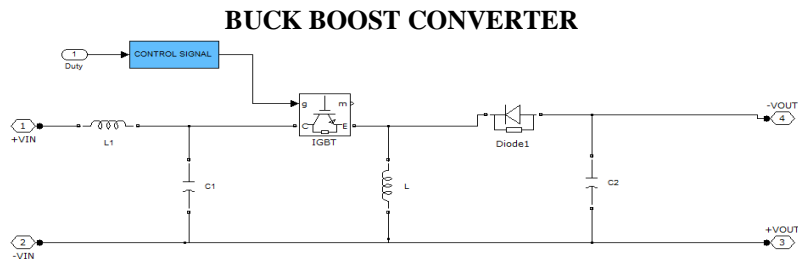 BUCK BOOST CONVERTER
1
Duty
CONTROL SIGNAL
g
m
C
E
IGBT
1
+VIN
L1
C1
L
Diode1
C2
-VOUT
4
2
-VIN
+VOUT
3